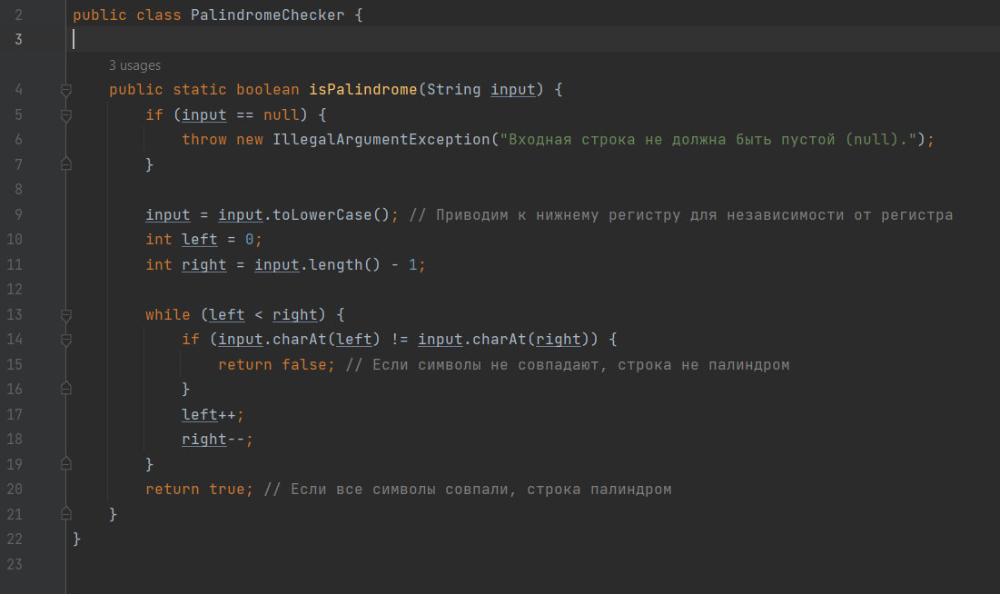 2 public class PalindromeChecker {
3
3 usages
4 public static boolean isPalindrome(String input) {
5 if (input == null) {
6 throw new IllegalArgumentException("Входная строка не должна быть пустой (null).");
7 }
8
9 input = input.toLowerCase(); // Приводим к нижнему регистру для независимости от регистра
10 int left = 0;
11 int right = input.length() - 1;
12
13 while (left < right) {
14 if (input.charAt(left) != input.charAt(right)) {
15 return false; // Если символы не совпадают, строка не палиндром
16 }
17 left++;
18 right--;
19 }
20 return true; // Если все символы совпали, строка палиндром
21 }
22 }
23